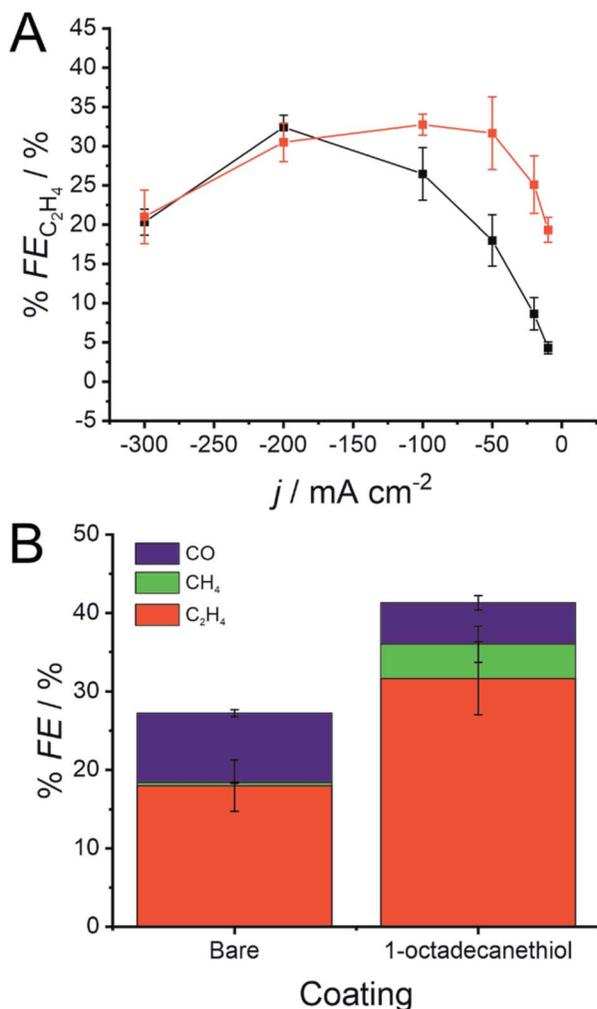 A
45
40
35
30
25
20
15
10
5
0
-5
% FE_C₂H₄ / %
-300 -250 -200 -150 -100 -50 0
j / mA cm⁻²
B
50
40
30
20
10
0
% FE / %
CO
CH₄
C₂H₄
Bare 1-octadecanethiol
Coating